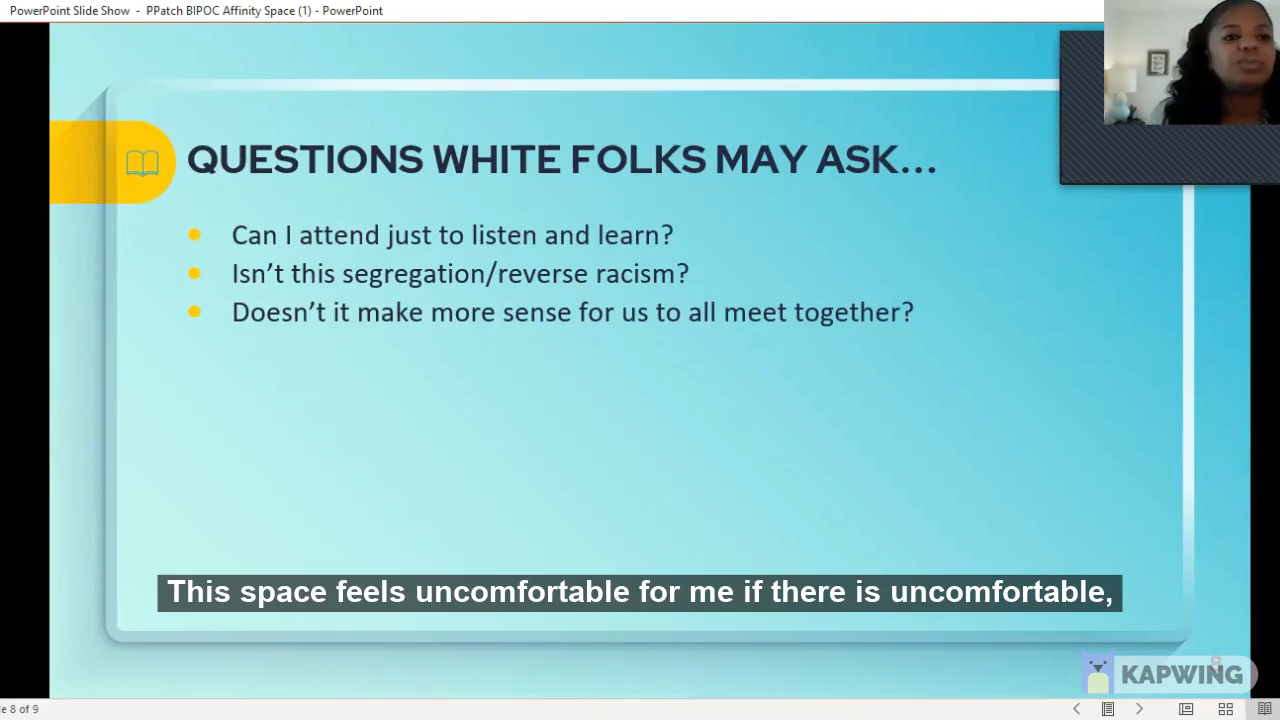 PowerPoint Slide Show - PPatch BIPOC Affinity Space (1) - PowerPoint
QUESTIONS WHITE FOLKS MAY ASK...
Can I attend just to listen and learn?
Isn't this segregation/reverse racism?
Doesn't it make more sense for us to all meet together?
This space feels uncomfortable for me if there is uncomfortable,
KAPWING
8 of 9